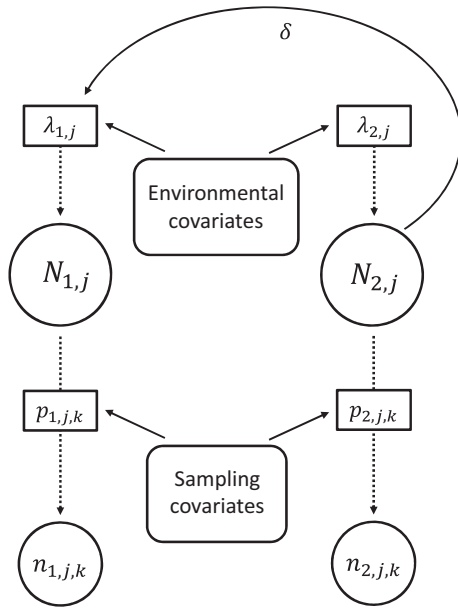 δ
λ₁,ⱼ
λ₂,ⱼ
Environmental
covariates
N₁,ⱼ
N₂,ⱼ
p₁,ⱼ,ₖ
p₂,ⱼ,ₖ
Sampling
covariates
n₁,ⱼ,ₖ
n₂,ⱼ,ₖ